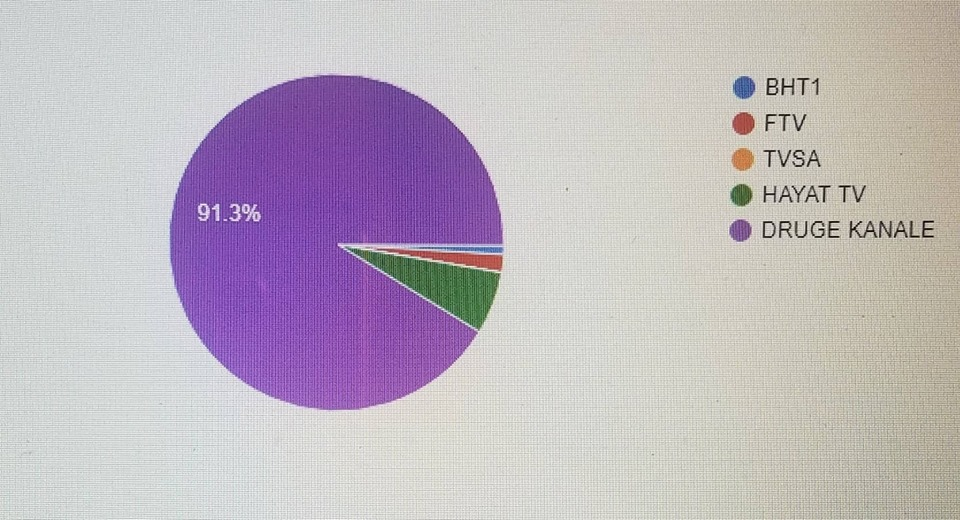 BHT1
FTV
TVSA
HAYAT TV
DRUGE KANALE
91.3%